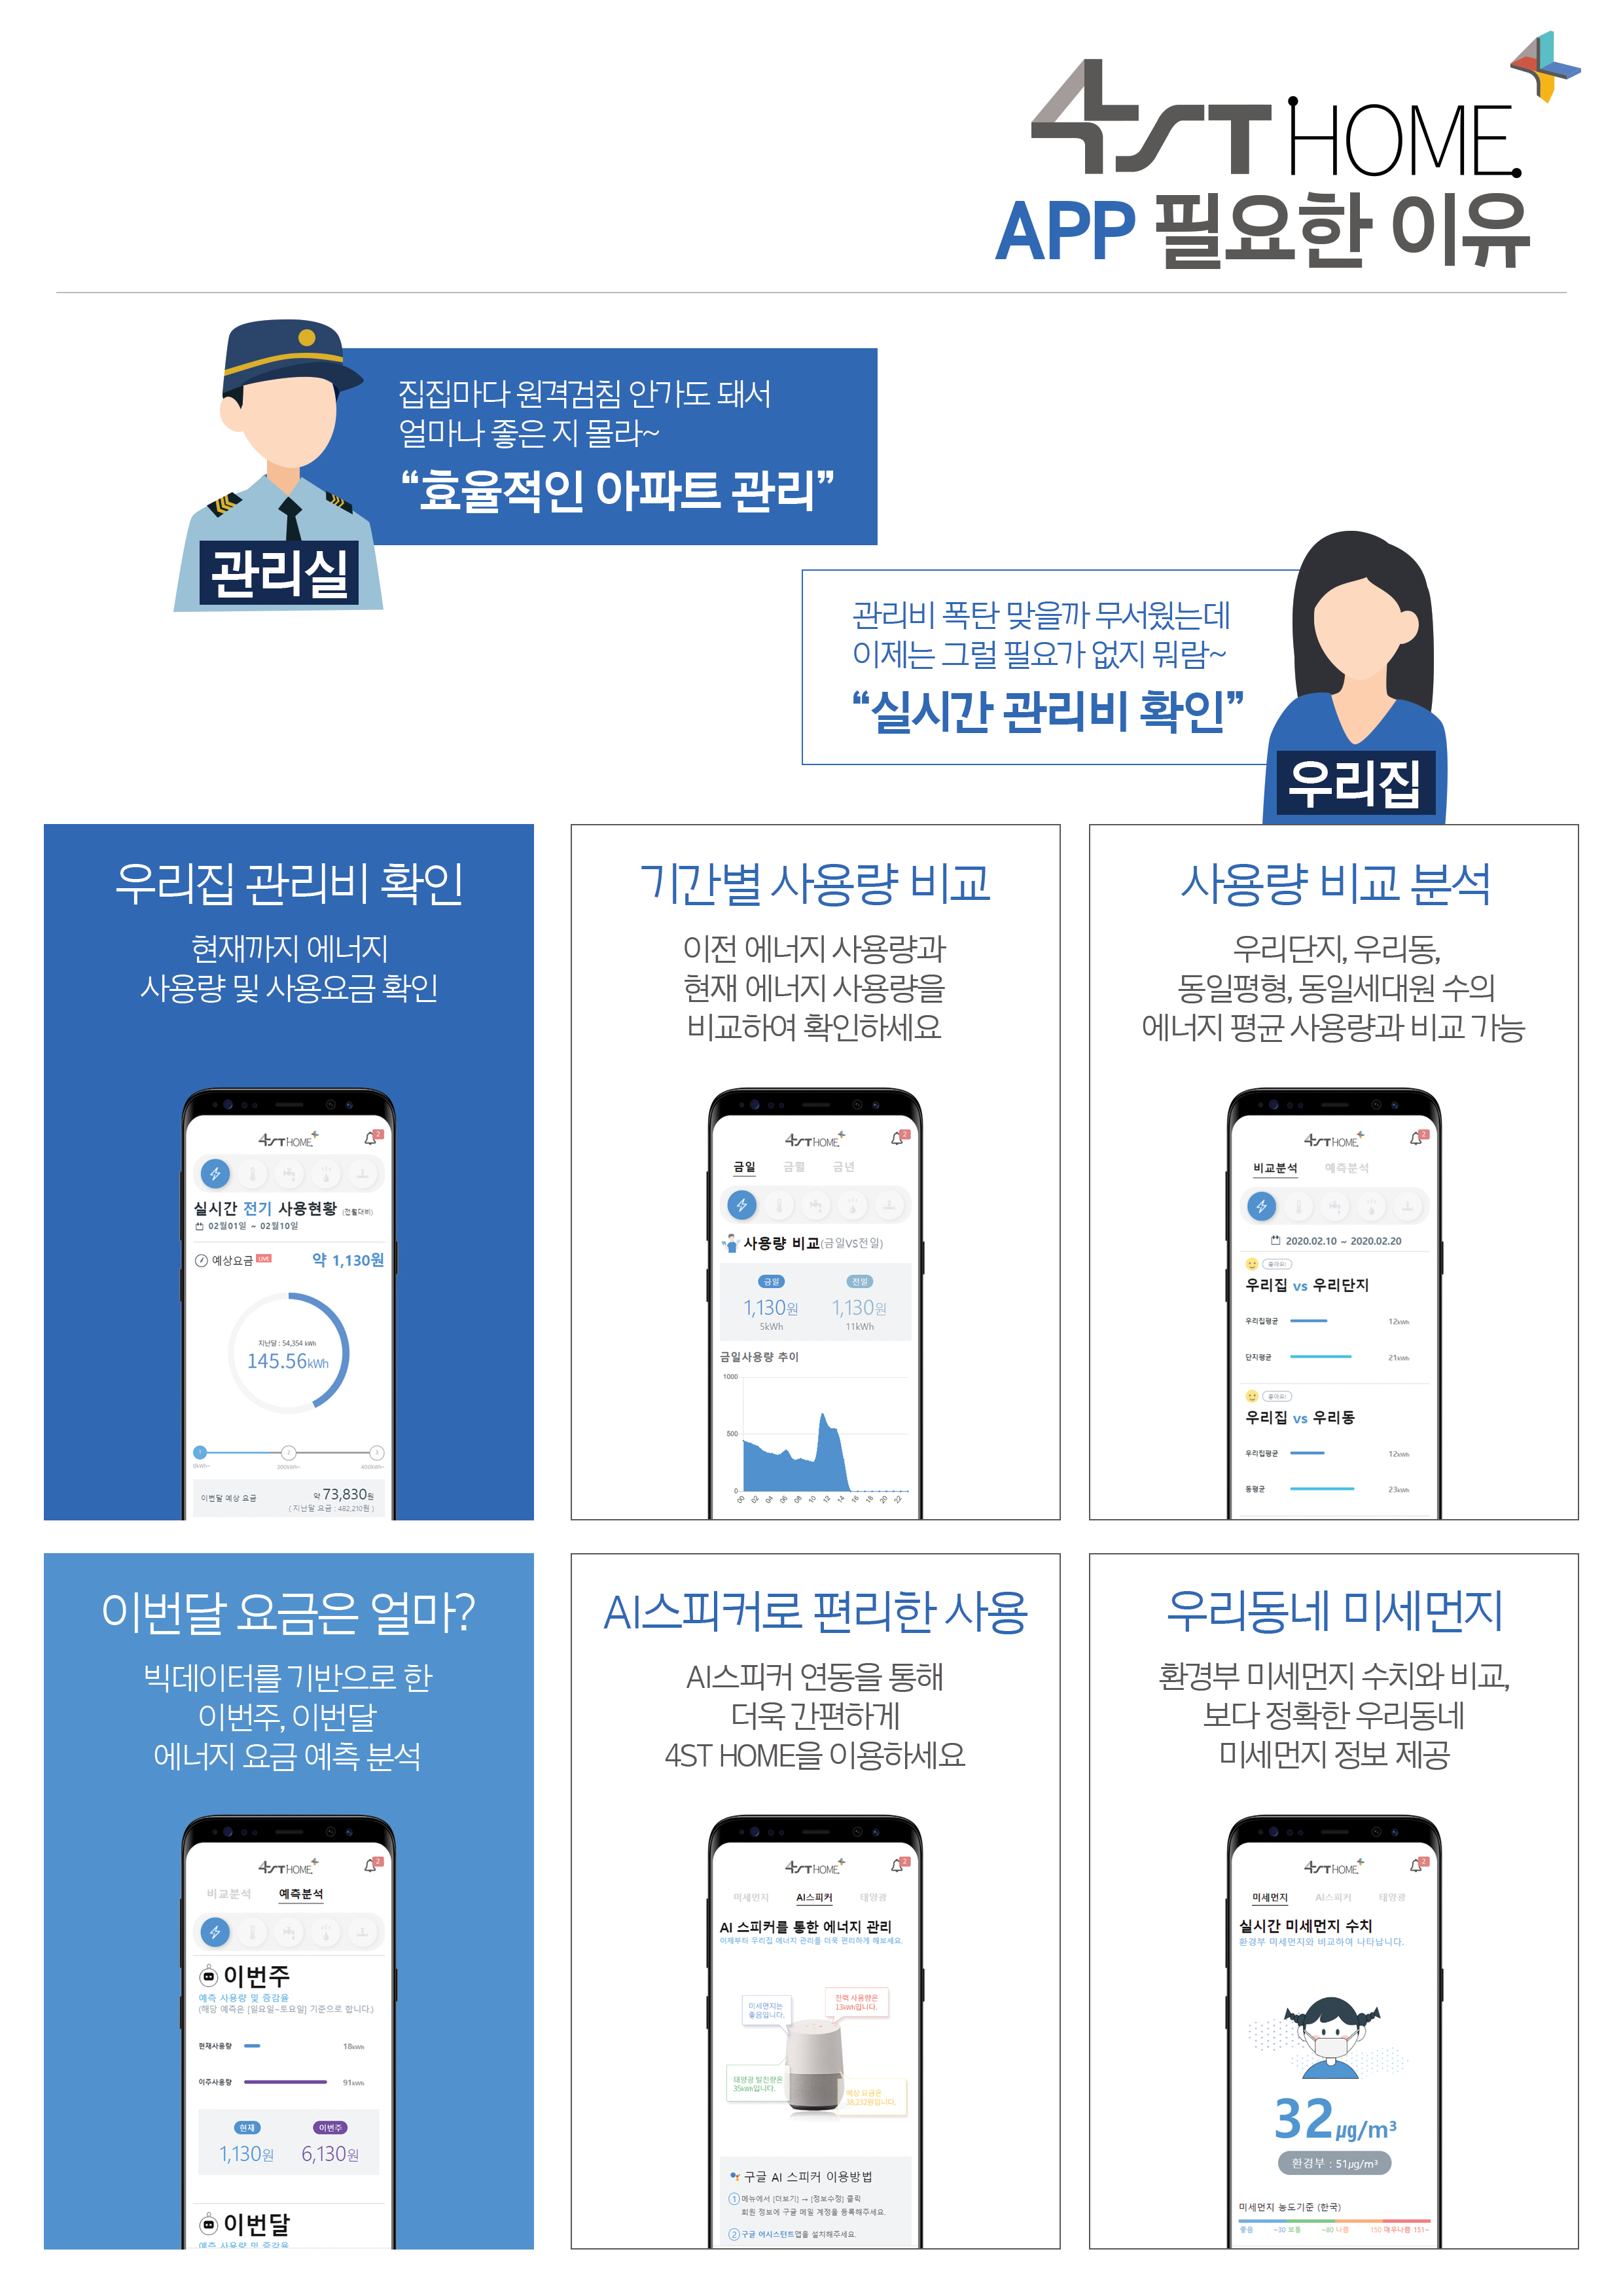 4ST HOME.
APP 필요한 이유
집집마다 원격검침 안가도 돼서
얼마나 좋은 지 몰라~
“효율적인 아파트 관리”
관리실
관리비 폭탄 맞을까 무서웠는데
이제는 그럴 필요가 없지 뭐람~
“실시간 관리비 확인”
우리집
우리집 관리비 확인
현재까지 에너지
사용량 및 사용요금 확인
4ST HOME.
2
실시간 전기 사용현황 (전월대비)
02월01일 ~ 02월10일
예상요금 LIVE 약 1,130원
지난달 : 54,354 kWh
145.56kWh
1 2 3
0kWh~ 200kWh~ 400kWh~
이번달 예상 요금 약 73,830원
( 지난달 요금 : 482,210원 )
기간별 사용량 비교
이전 에너지 사용량과
현재 에너지 사용량을
비교하여 확인하세요
4ST HOME.
2
금일 금월 금년
사용량 비교(금일VS전일)
금일 전일
1,130원 1,130원
5kWh 11kWh
금일사용량 추이
1000
500
0
00 02 04 06 08 10 12 14 16 18 20 22
사용량 비교 분석
우리단지, 우리동,
동일평형, 동일세대원 수의
에너지 평균 사용량과 비교 가능
4ST HOME.
2
비교분석 예측분석
2020.02.10 ~ 2020.02.20
좋아요!
우리집 vs 우리단지
우리집평균 12kWh
단지평균 21kWh
좋아요!
우리집 vs 우리동
우리집평균 12kWh
동평균 23kWh
이번달 요금은 얼마?
빅데이터를 기반으로 한
이번주, 이번달
에너지 요금 예측 분석
4ST HOME.
2
비교분석 예측분석
이번주
예측 사용량 및 증감율
(해당 예측은 [일요일~토요일] 기준으로 합니다.)
현재사용량 18kWh
이주사용량 91kWh
현재 이번주
1,130원 6,130원
이번달
예측 사용량 및 증감율
AI스피커로 편리한 사용
AI스피커 연동을 통해
더욱 간편하게
4ST HOME을 이용하세요
4ST HOME.
2
미세먼지 AI스피커 태양광
AI 스피커를 통한 에너지 관리
이제부터 우리집 에너지 관리를 더욱 편리하게 해보세요.
미세먼지는
좋음입니다.
전력 사용량은
13kWh입니다.
태양광 발전량은
35kWh입니다.
예상 요금은
38,232원입니다.
구글 AI 스피커 이용방법
1 메뉴에서 [더보기] → [정보수정] 클릭
회원 정보에 구글 메일 계정을 등록해주세요.
2 구글 어시스턴트앱을 설치해주세요.
우리동네 미세먼지
환경부 미세먼지 수치와 비교,
보다 정확한 우리동네
미세먼지 정보 제공
4ST HOME.
2
미세먼지 AI스피커 태양광
실시간 미세먼지 수치
환경부 미세먼지와 비교하여 나타납니다.
32㎍/m³
환경부 : 51㎍/m³
미세먼지 농도기준 (한국)
좋음 ~30 보통 ~80 나쁨 150 매우나쁨 151~